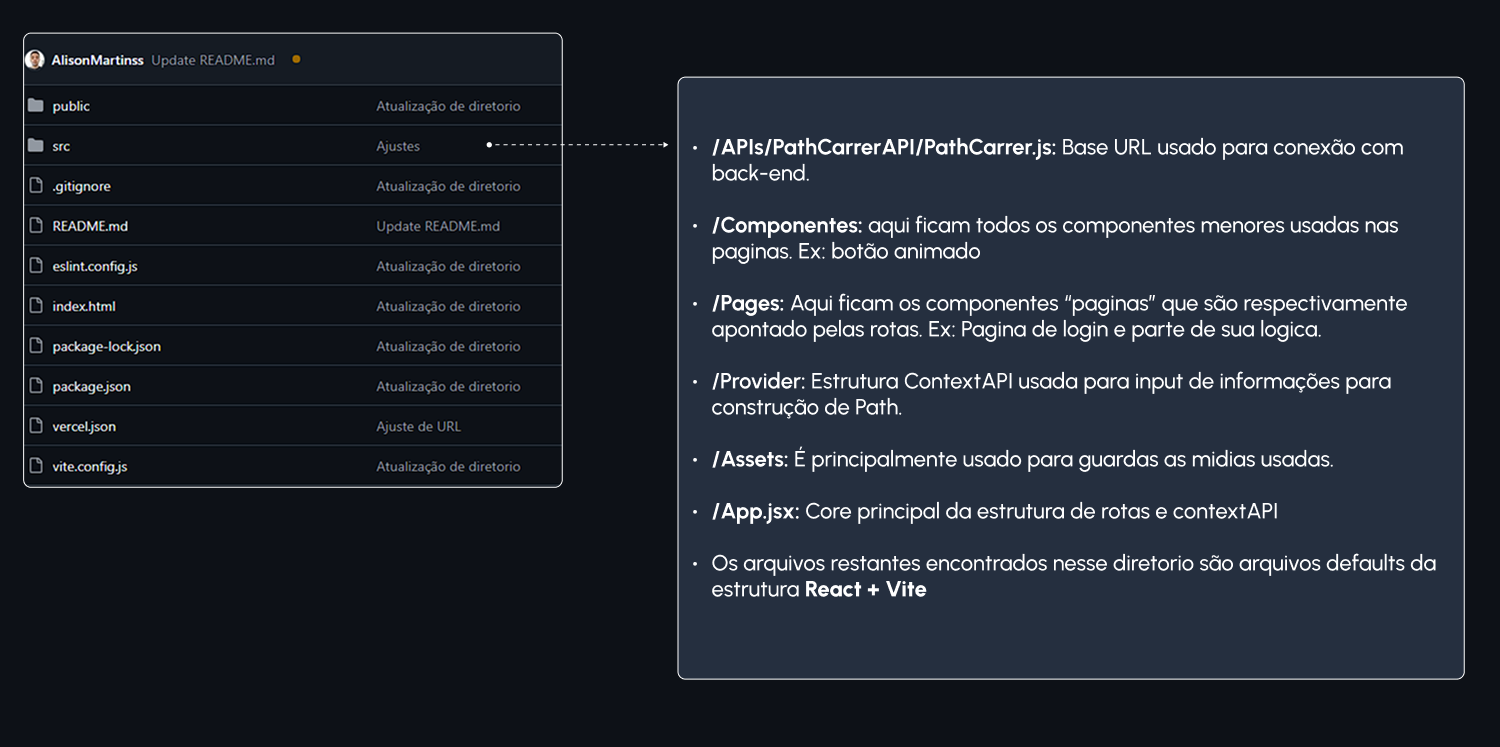 AlisonMartinss Update README.md
public Atualização de diretorio
src Ajustes
.gitignore Atualização de diretorio
README.md Update README.md
eslint.config.js Atualização de diretorio
index.html Atualização de diretorio
package-lock.json Atualização de diretorio
package.json Atualização de diretorio
vercel.json Ajuste de URL
vite.config.js Atualização de diretorio
• /APIs/PathCarrerAPI/PathCarrer.js: Base URL usado para conexão com
back-end.
• /Componentes: aqui ficam todos os componentes menores usadas nas
paginas. Ex: botão animado
• /Pages: Aqui ficam os componentes “paginas” que são respectivamente
apontado pelas rotas. Ex: Pagina de login e parte de sua logica.
• /Provider: Estrutura ContextAPI usada para input de informações para
construção de Path.
• /Assets: É principalmente usado para guardas as midias usadas.
• /App.jsx: Core principal da estrutura de rotas e contextAPI
• Os arquivos restantes encontrados nesse diretorio são arquivos defaults da
estrutura React + Vite